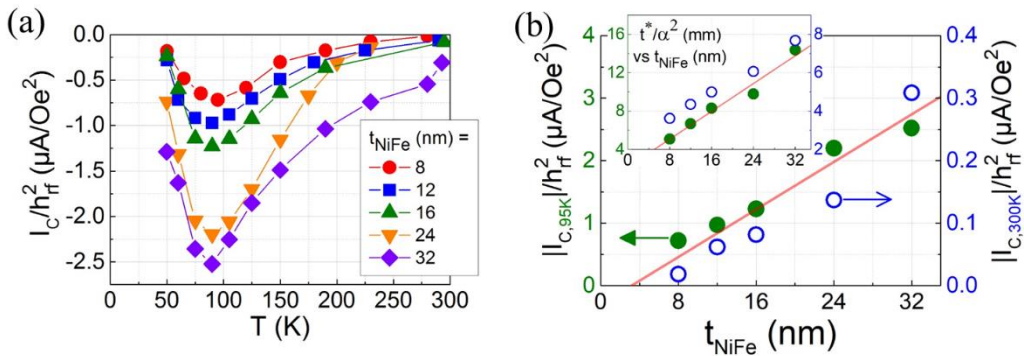 (a)
I_C/h_rf^2 (µA/Oe^2)
0.0
-0.5
-1.0
-1.5
-2.0
-2.5
t_NiFe (nm) =
8
12
16
24
32
0 50 100 150 200 250 300
T (K)
(b)
||I_C,95K|/h_rf^2 (µA/Oe^2)
4
3
2
1
0
t*/α^2 (mm)
vs t_NiFe (nm)
16
12
8
4
8
6
4
2
0 8 16 24 32
0.4
0.3
0.2
0.1
0.0
||I_C,300K|/h_rf^2 (µA/Oe^2)
0 8 16 24 32
t_NiFe (nm)